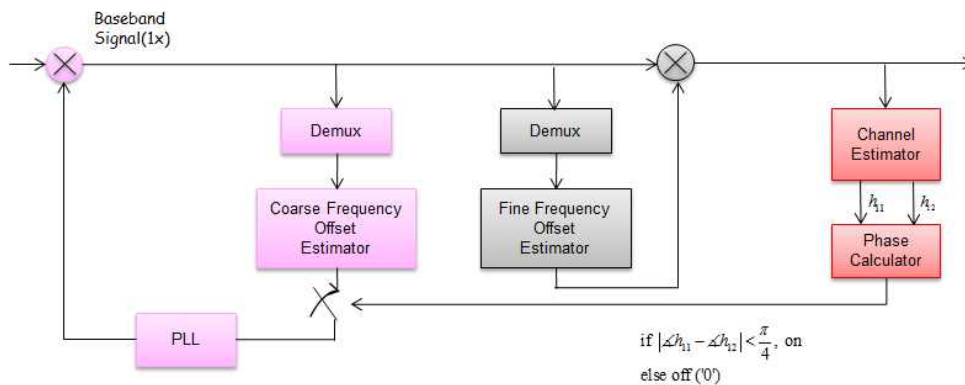 Baseband
Signal(1x)
Demux
Demux
Channel
Estimator
Coarse Frequency
Offset
Estimator
Fine Frequency
Offset
Estimator
h₁₁
h₁₂
Phase
Calculator
PLL
if |∡h₁₁ − ∡h₁₂| < π/4, on
else off ('0')